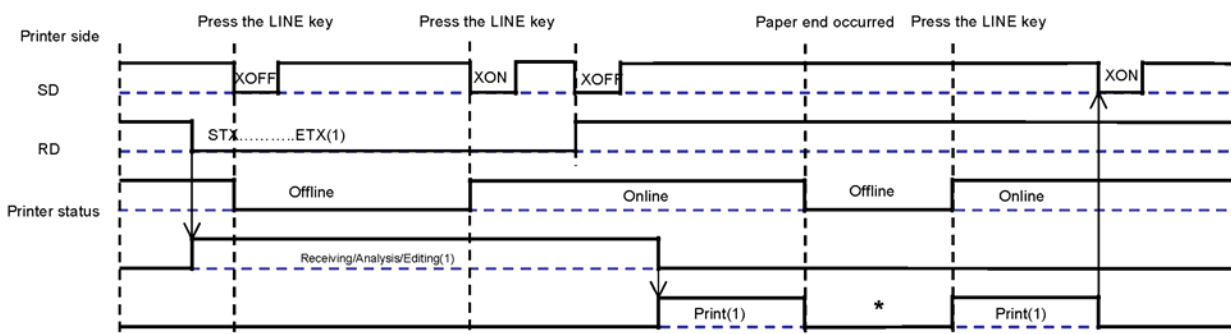 Press the LINE key Press the LINE key Paper end occurred Press the LINE key
Printer side
XOFF XON XOFF XON
SD
STX...........ETX(1)
RD
Offline Online Offline Online
Printer status
Receiving/Analysis/Editing(1)
Print(1) * Print(1)